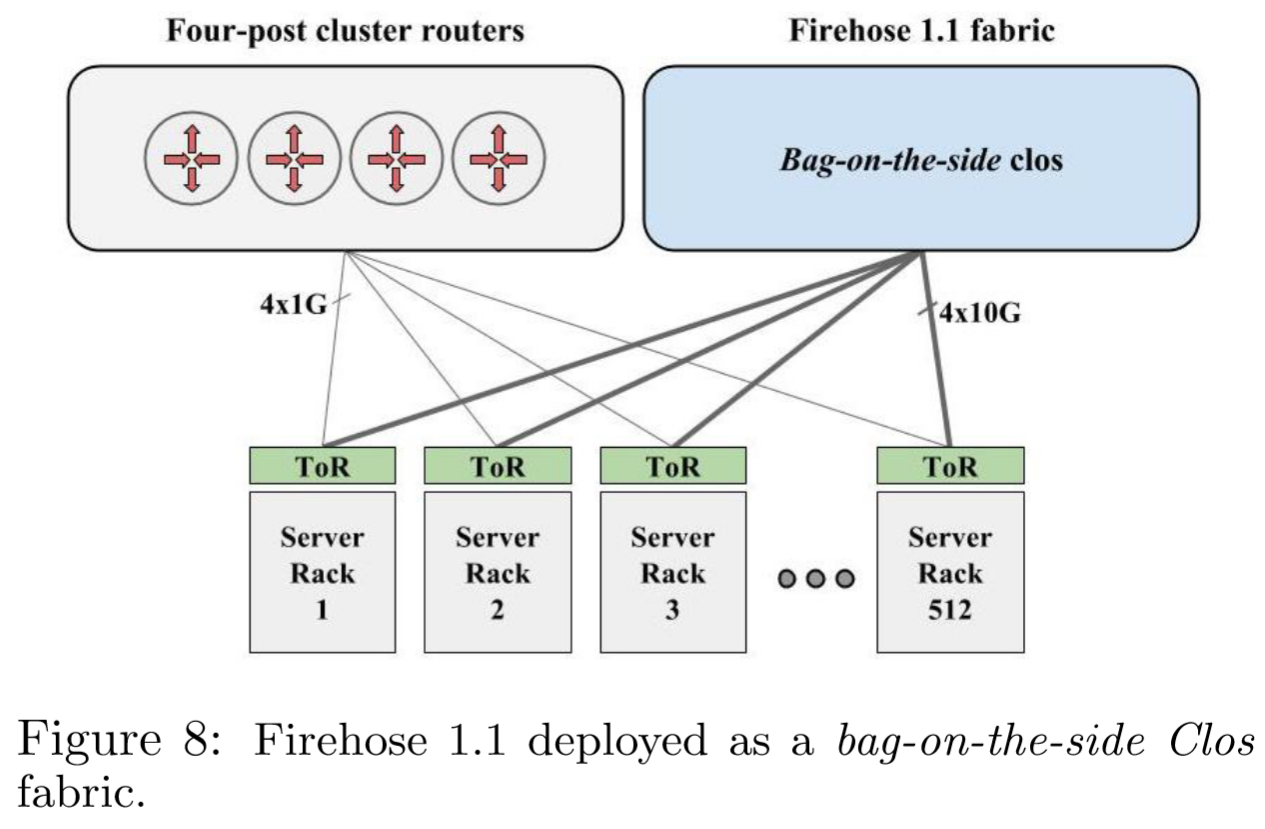 Four-post cluster routers
Firehose 1.1 fabric
Bag-on-the-side clos
4x1G
4x10G
ToR
ToR
ToR
ToR
Server
Rack
1
Server
Rack
2
Server
Rack
3
Server
Rack
512
Figure 8: Firehose 1.1 deployed as a bag-on-the-side Clos
fabric.